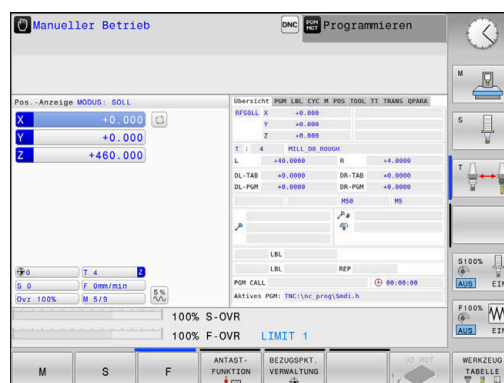 Manueller Betrieb
DNC
PGM MDT
Programmieren
Pos.-Anzeige MODUS: SOLL
X +0.000
Y +0.000
Z +460.000
0
T 4 Z
S 0
F 0mm/min
Ovr 100%
M 5/9
S %
Übersicht PGM LBL CYC M POS TOOL TT TRANS QPARA
RFSOLL X +0.000
Y +0.000
Z +0.000
T : 4 MILL_D8_ROUGH
L +40.0000 R +4.0000
DL-TAB +0.0000 DR-TAB +0.0000
DL-PGM +0.0000 DR-PGM +0.0000
M50 M5
P#
LBL
LBL REP
PGM CALL 00:00:00
Aktives PGM: TNC:\nc_prog\$mdi.h
100% S-OVR
100% F-OVR LIMIT 1
M
S
F
ANTAST-
FUNKTION
BEZUGSPKT.
VERWALTUNG
3D ROT
WERKZEUG
TABELLE
M
S
T
S100%
AUS EIN
F100%
AUS EIN